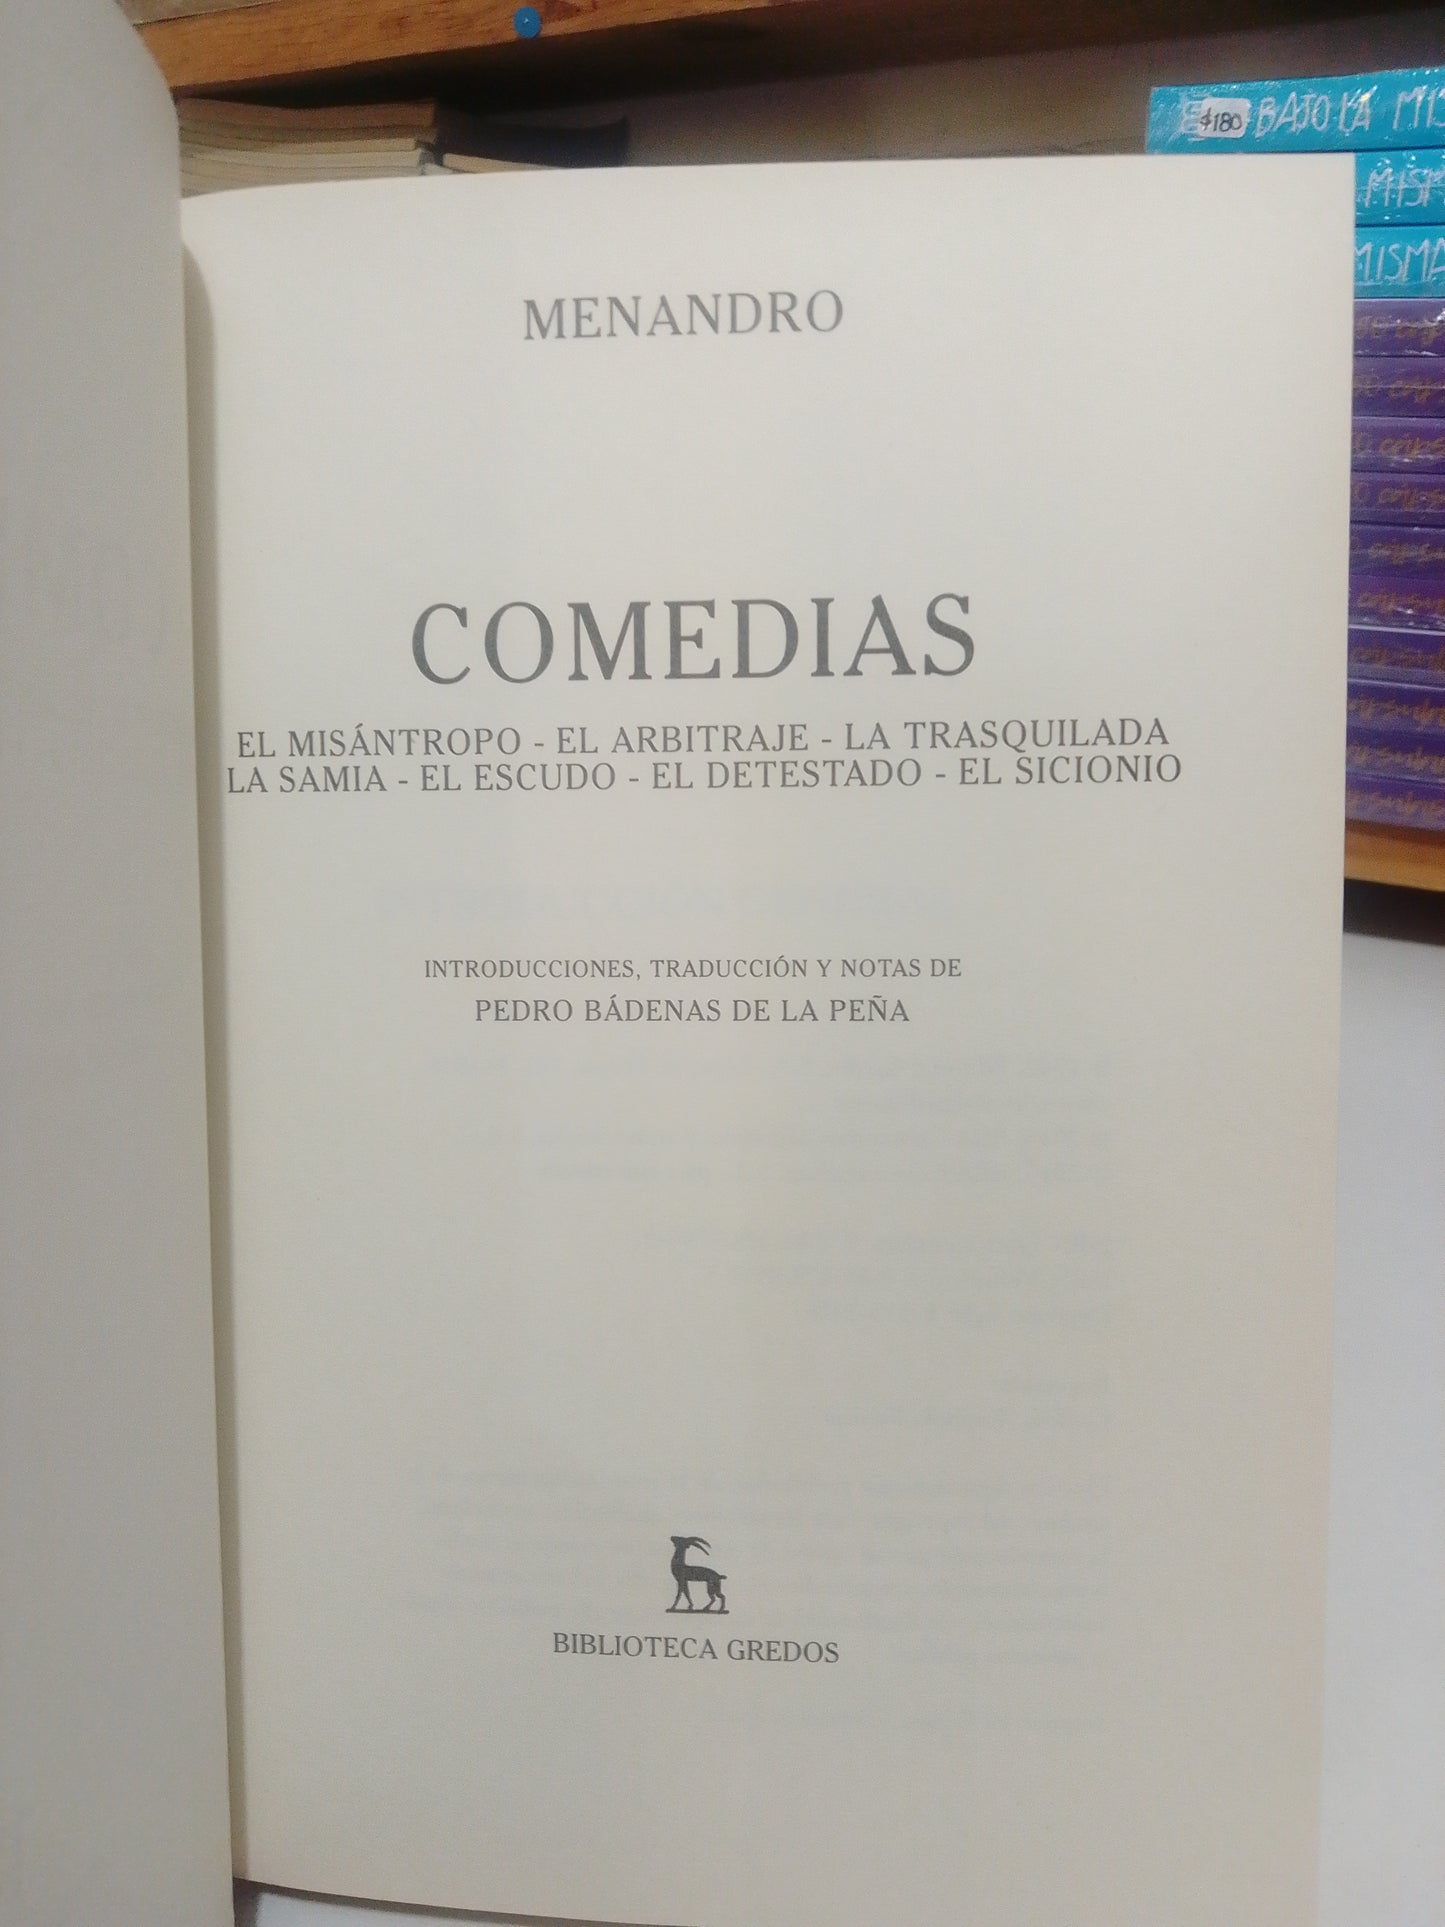 MENANDRO
COMEDIAS
EL MISÁNTROPO - EL ARBITRAJE - LA TRASQUILADA
LA SAMIA - EL ESCUDO - EL DETESTADO - EL SICIONIO
INTRODUCCIONES, TRADUCCIÓN Y NOTAS DE
PEDRO BÁDENAS DE LA PEÑA
BIBLIOTECA GREDOS
$180 BAJO LA MIS
MISM
MISMA